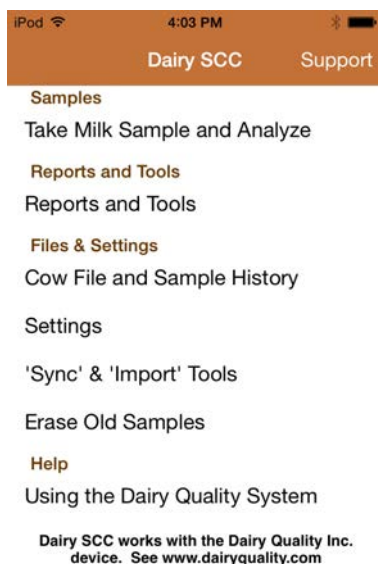 iPod 4:03 PM
Dairy SCC Support
Samples
Take Milk Sample and Analyze
Reports and Tools
Reports and Tools
Files & Settings
Cow File and Sample History
Settings
'Sync' & 'Import' Tools
Erase Old Samples
Help
Using the Dairy Quality System
Dairy SCC works with the Dairy Quality Inc.
device. See www.dairyquality.com